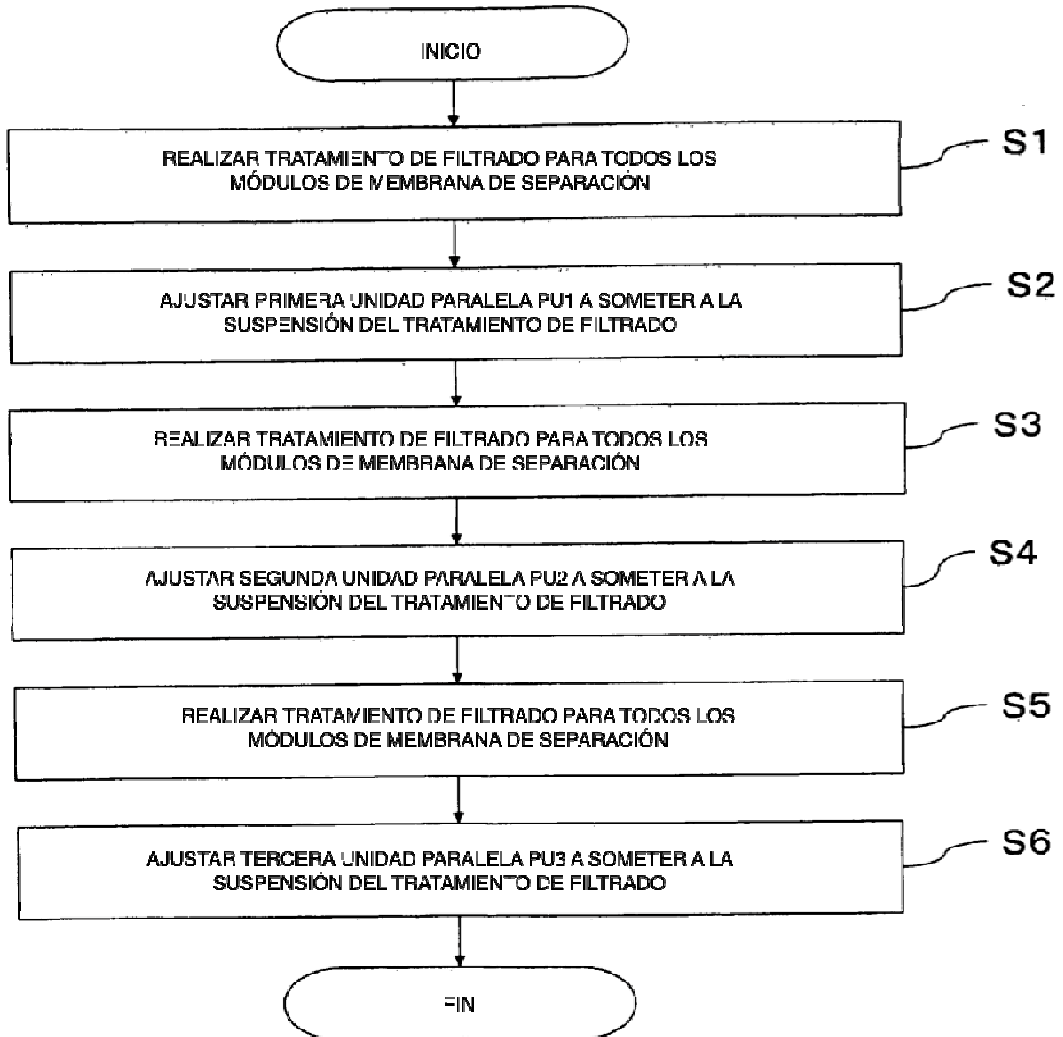 INICIO
REALIZAR TRATAMIENTO DE FILTRADO PARA TODOS LOS
MÓDULOS DE MEMBRANA DE SEPARACIÓN
S1
AJUSTAR PRIMERA UNIDAD PARALELA PU1 A SOMETER A LA
SUSPENSIÓN DEL TRATAMIENTO DE FILTRADO
S2
REALIZAR TRATAMIENTO DE FILTRADO PARA TODOS LOS
MÓDULOS DE MEMBRANA DE SEPARACIÓN
S3
AJUSTAR SEGUNDA UNIDAD PARALELA PU2 A SOMETER A LA
SUSPENSIÓN DEL TRATAMIENTO DE FILTRADO
S4
REALIZAR TRATAMIENTO DE FILTRADO PARA TODOS LOS
MÓDULOS DE MEMBRANA DE SEPARACIÓN
S5
AJUSTAR TERCERA UNIDAD PARALELA PU3 A SOMETER A LA
SUSPENSIÓN DEL TRATAMIENTO DE FILTRADO
S6
FIN